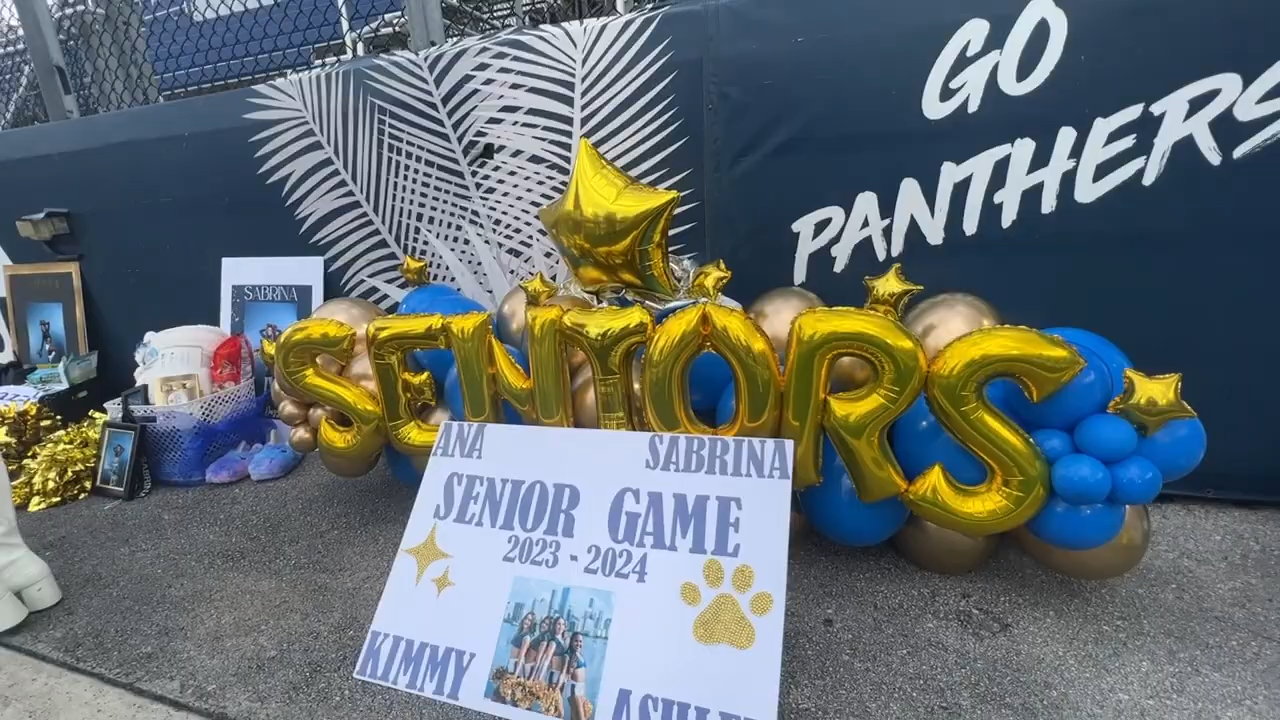 GO
PANTHERS
SABRINA
SENIORS
ANA SABRINA
SENIOR GAME
2023 - 2024
KIMMY